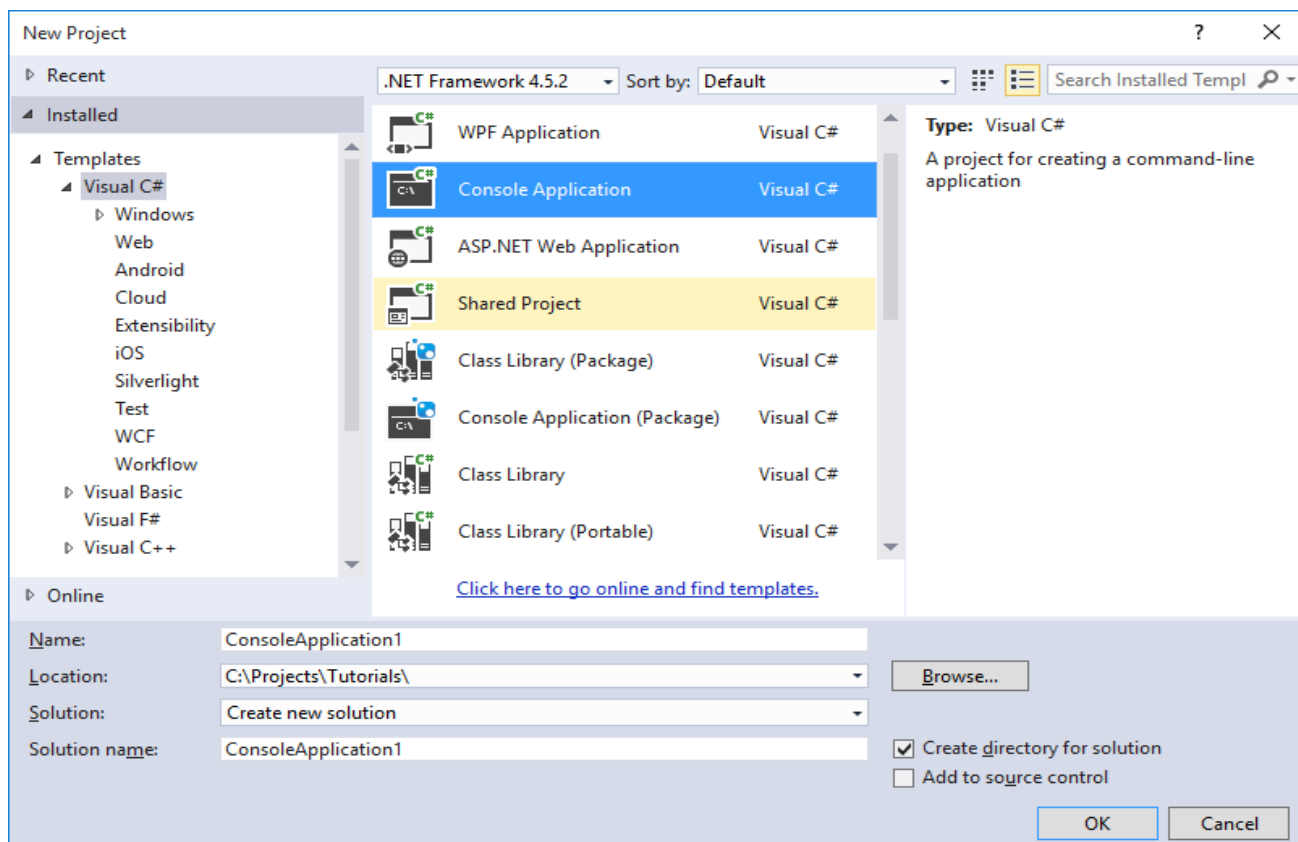 New Project
?
Recent
.NET Framework 4.5.2
Sort by: Default
Search Installed Templ
Installed
Templates
Visual C#
Windows
Web
Android
Cloud
Extensibility
iOS
Silverlight
Test
WCF
Workflow
Visual Basic
Visual F#
Visual C++
Online
C# WPF Application Visual C#
C:\ C# Console Application Visual C#
C# ASP.NET Web Application Visual C#
C# Shared Project Visual C#
Class Library (Package) Visual C#
C:\ Console Application (Package) Visual C#
C# Class Library Visual C#
C# Class Library (Portable) Visual C#
Click here to go online and find templates.
Type: Visual C#
A project for creating a command-line
application
Name: ConsoleApplication1
Location: C:\Projects\Tutorials\
Browse...
Solution: Create new solution
Solution name: ConsoleApplication1
Create directory for solution
Add to source control
OK Cancel